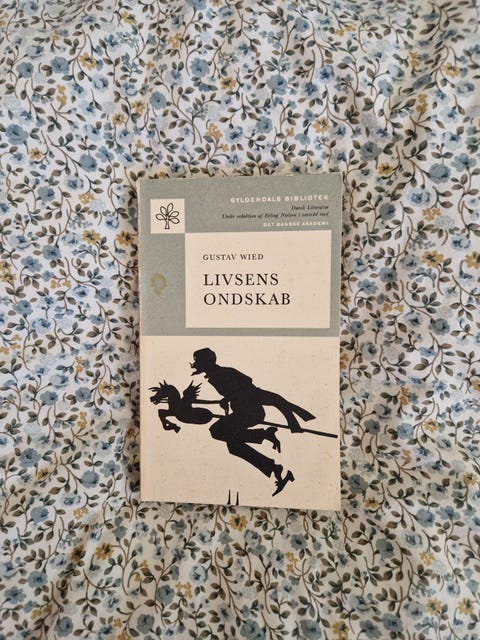 GYLDENDALS BIBLIOTEK
Dansk Litteratur
Under redaktion af Erling Nielsen i samråd med
DET DANSKE AKADEMI
GUSTAV WIED
LIVSENS
ONDSKAB